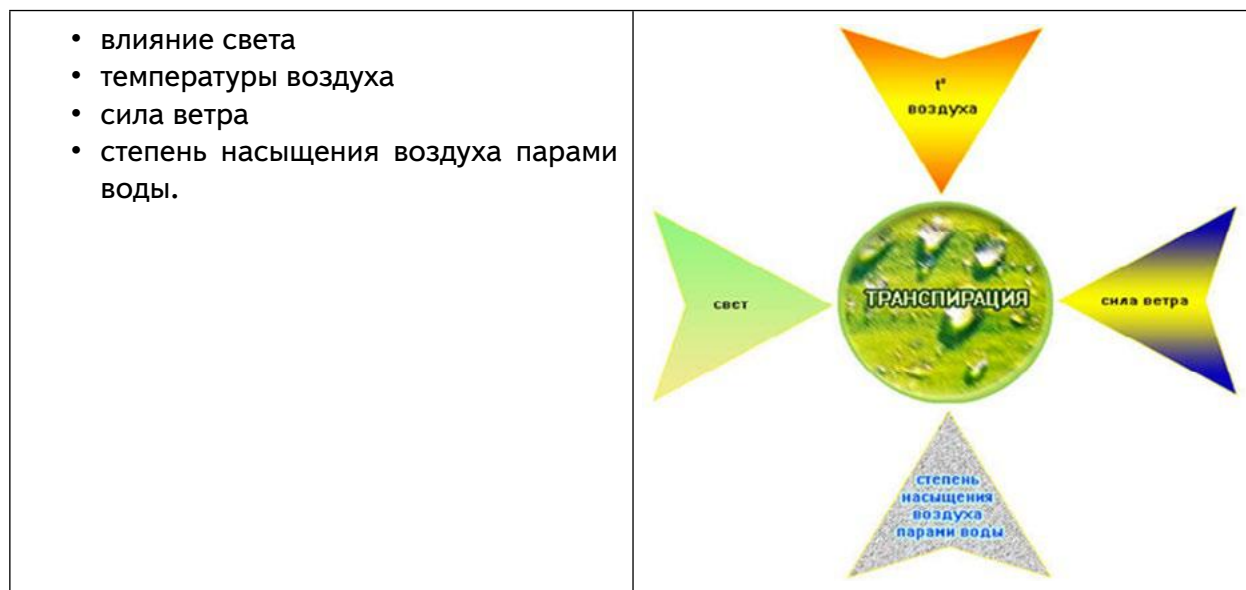 • влияние света
• температуры воздуха
• сила ветра
• степень насыщения воздуха парами
воды.
t°
воздуха
свет
ТРАНСПИРАЦИЯ
сила ветра
степень
насыщения
воздуха
парами воды